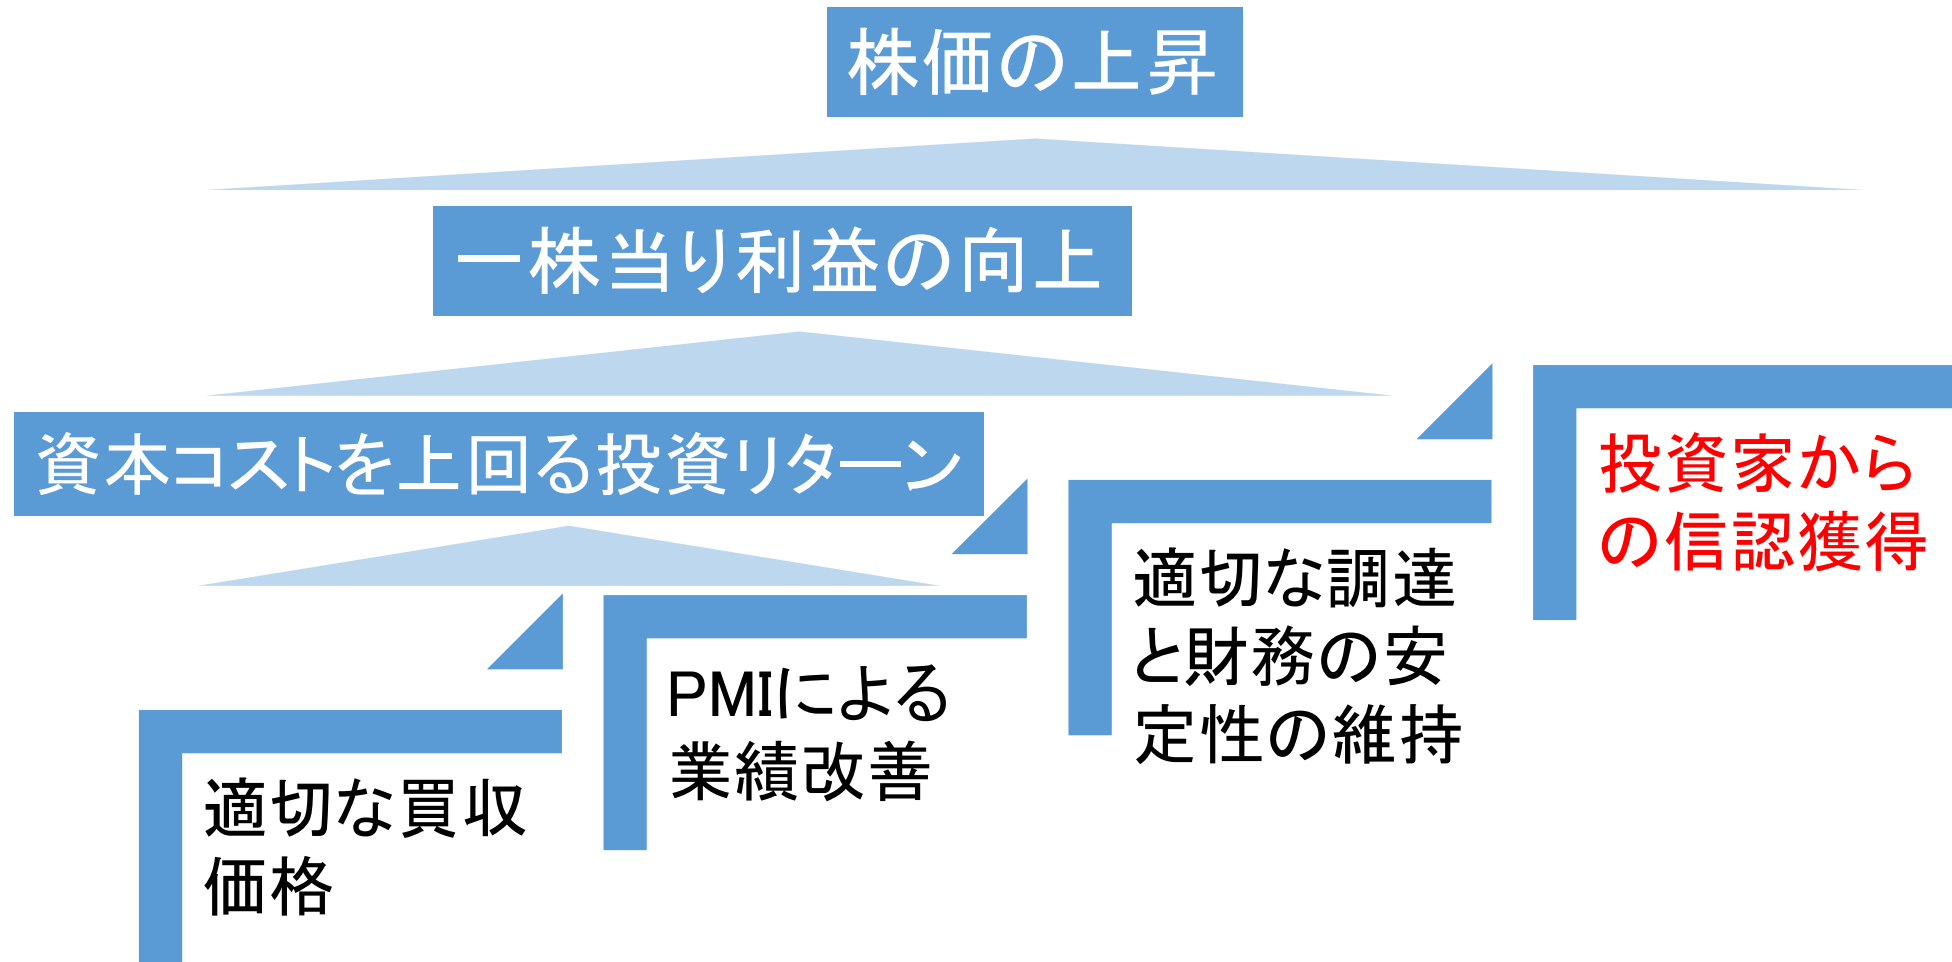 株価の上昇
一株当り利益の向上
資本コストを上回る投資リターン
投資家から
の信認獲得
適切な調達
と財務の安
定性の維持
PMIによる
業績改善
適切な買収
価格